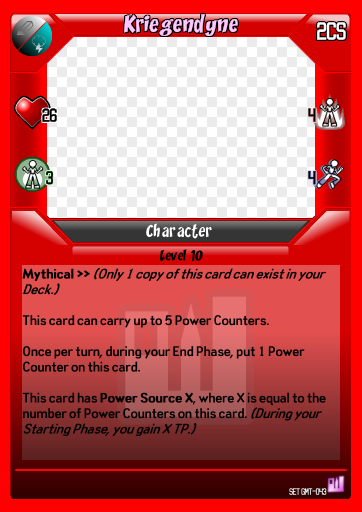 Kriegendyne
2CS
26
4
3
4
Character
Level 10
Mythical >> (Only 1 copy of this card can exist in your
Deck.)
This card can carry up to 5 Power Counters.
Once per turn, during your End Phase, put 1 Power
Counter on this card.
This card has Power Source X, where X is equal to the
number of Power Counters on this card. (During your
Starting Phase, you gain X TP.)
SET GMT-043